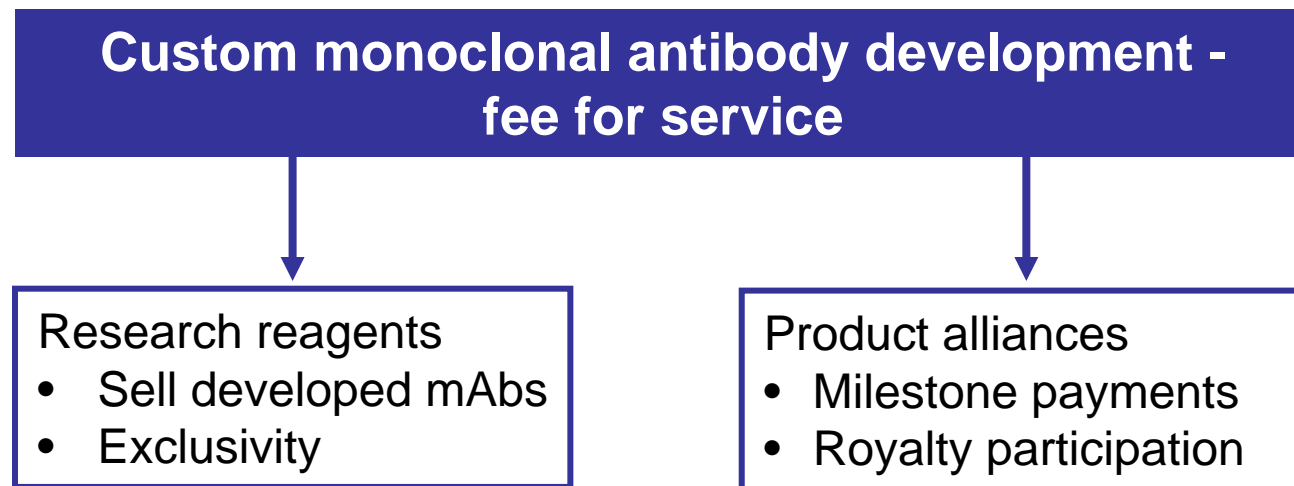 Custom monoclonal antibody development -
fee for service
Research reagents
• Sell developed mAbs
• Exclusivity
Product alliances
• Milestone payments
• Royalty participation